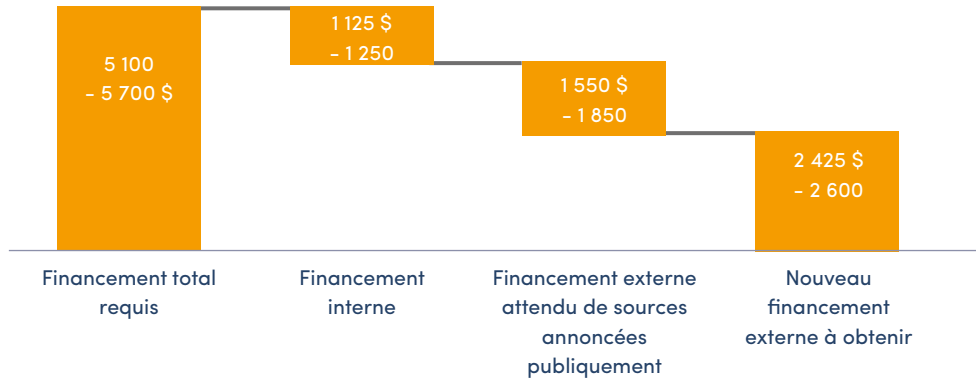 5 100
– 5 700 $
1 125 $
– 1 250
1 550 $
– 1 850
2 425 $
– 2 600
Financement total
requis
Financement
interne
Financement externe
attendu de sources
annoncées
publiquement
Nouveau
financement
externe à obtenir